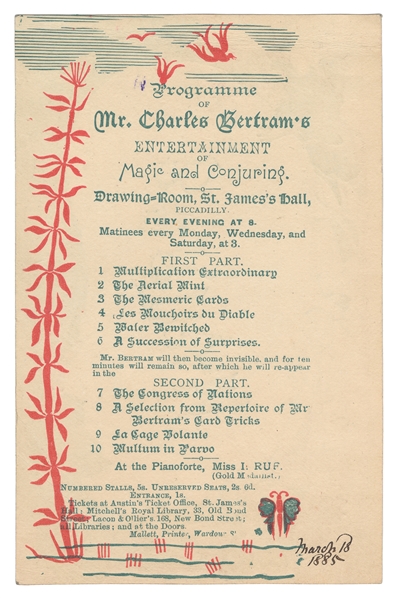 Programme
OF
Mr. Charles Bertram's
ENTERTAINMENT
OF
Magic and Conjuring.
Drawing=Room, St. James's Hall,
PICCADILLY
EVERY EVENING AT 8.
Matinees every Monday, Wednesday, and
Saturday, at 3.
FIRST PART.
1 Multiplication Extraordinary
2 The Aerial Mint
3 The Mesmeric Cards
4 Les Mouchoirs du Diable
5 Water Bewitched
6 A Succession of Surprises.
MR. BERTRAM will then become invisible, and for ten
minutes will remain so, after which he will re-appear
in the
SECOND PART.
7 The Congress of Nations
8 A Selection from Repertoire of Mr
Bertram's Card Tricks
9 La Cage Volante
10 Multum in Parvo
At the Pianoforte, Miss
(Gold Medalist.)
NUMBERED STALLS, 5s. UNRESERVED SEATS, 2s. 6d.
ENTRANCE, 1s.
Tickets at Austin's Ticket Office, St. James's
Hall; Mitchell's Royal Library, 33, Old Bond
Street; Lacon & Ollier's 168, New Bond Street;
all Libraries; and at the Doors.
Mallett, Printer, Wardour S
March 18
1885